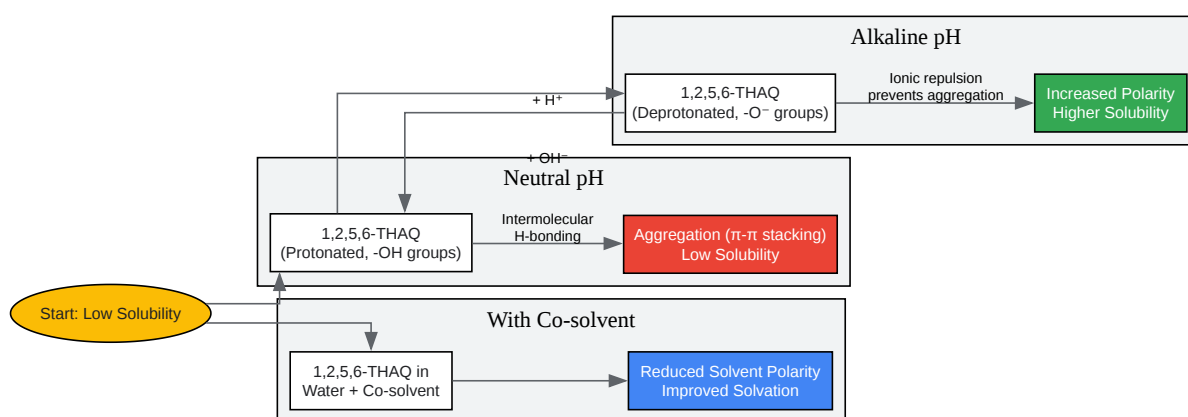 Alkaline pH
1,2,5,6-THAQ
(Deprotonated, -O⁻ groups)
Ionic repulsion
prevents aggregation
Increased Polarity
Higher Solubility
+ H⁺
+ OH⁻
Neutral pH
1,2,5,6-THAQ
(Protonated, -OH groups)
Intermolecular
H-bonding
Aggregation (π-π stacking)
Low Solubility
Start: Low Solubility
With Co-solvent
1,2,5,6-THAQ in
Water + Co-solvent
Reduced Solvent Polarity
Improved Solvation